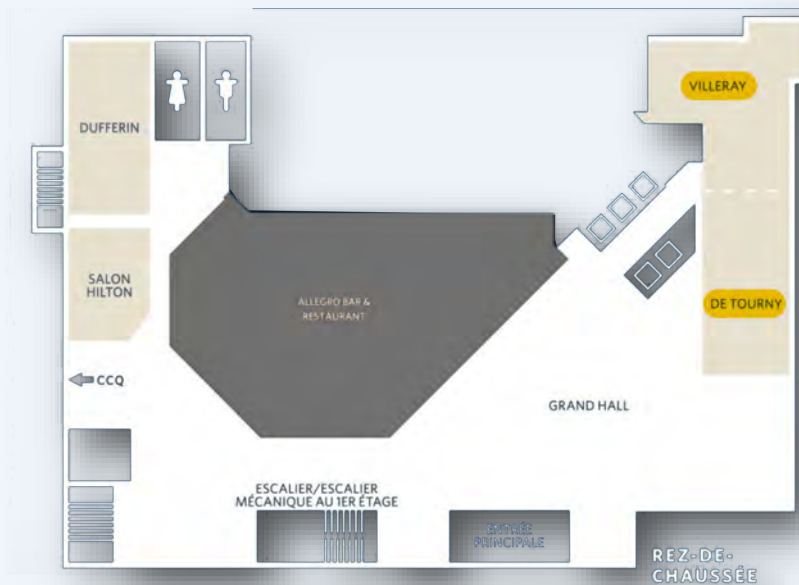 VILLERAY
DUFFERIN
SALON
HILTON
ALLEGRO BAR &
RESTAURANT
DE TOURNY
CCQ
GRAND HALL
ESCALIER/ESCALIER
MÉCANIQUE AU 1ER ÉTAGE
ENTRÉE
PRINCIPALE
REZ-DE-
CHAUSSÉE